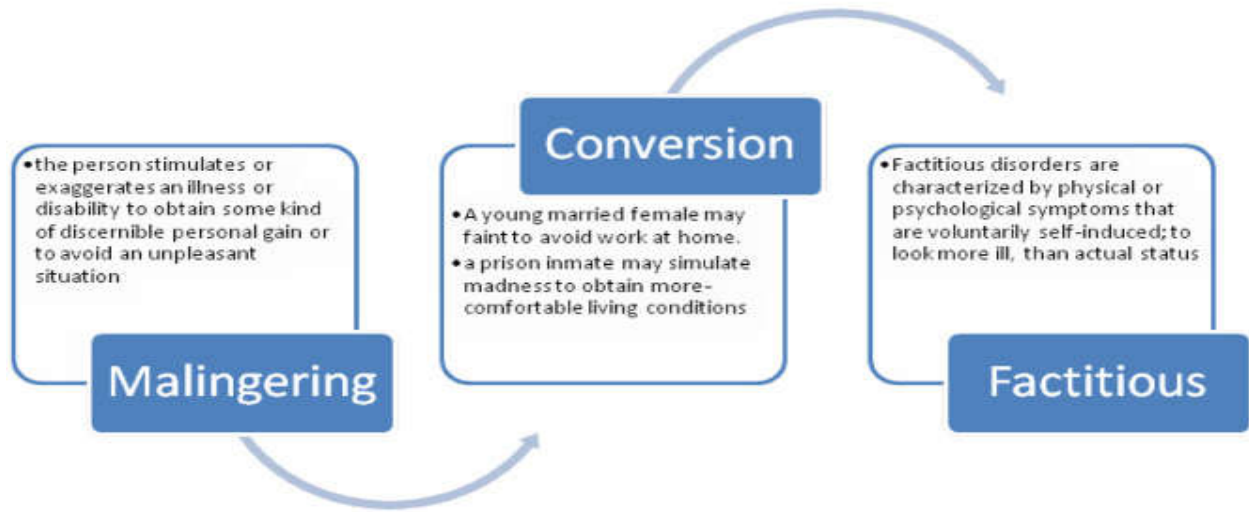 • the person stimulates or
exaggerates an illness or
disability to obtain some kind
of discernible personal gain or
to avoid an unpleasant
situation
Malingering
Conversion
• A young married female may
faint to avoid work at home.
• a prison inmate may simulate
madness to obtain more-
comfortable living conditions
• Factitious disorders are
characterized by physical or
psychological symptoms that
are voluntarily self-induced; to
look more ill, than actual status
Factitious